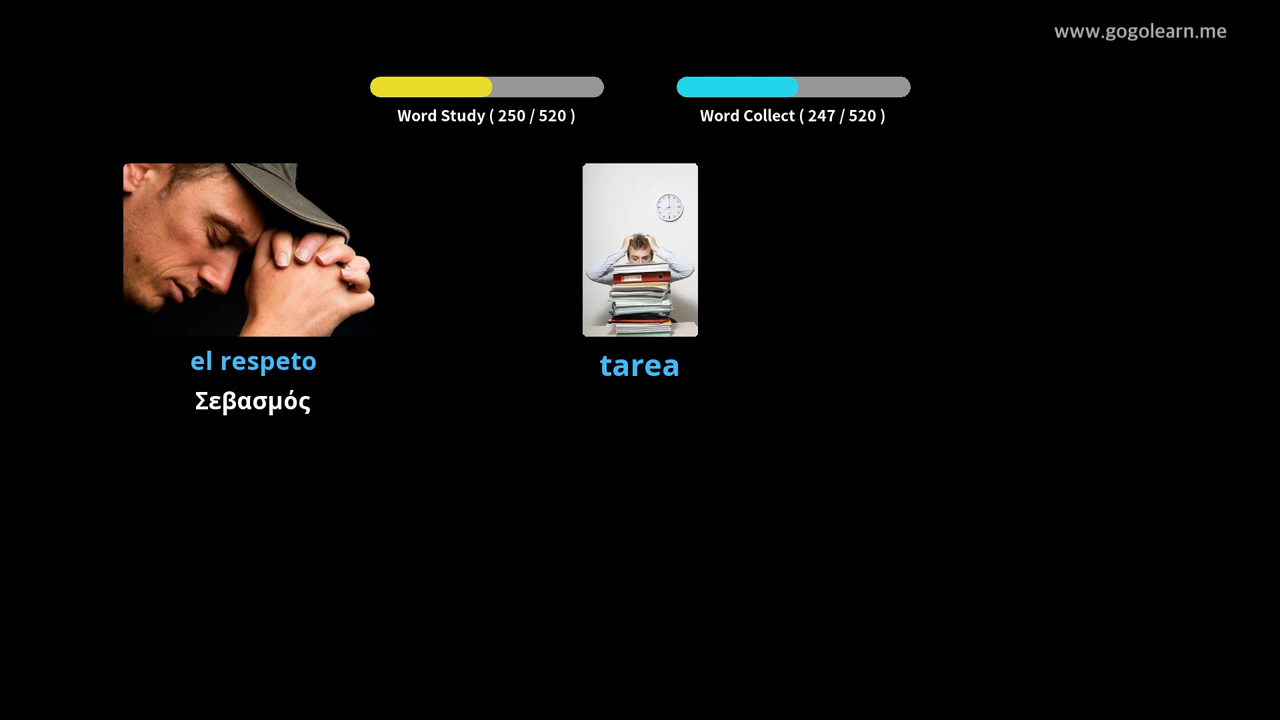 www.gogolearn.me
Word Study ( 250 / 520 )
Word Collect ( 247 / 520 )
el respeto
Σεβασμός
tarea